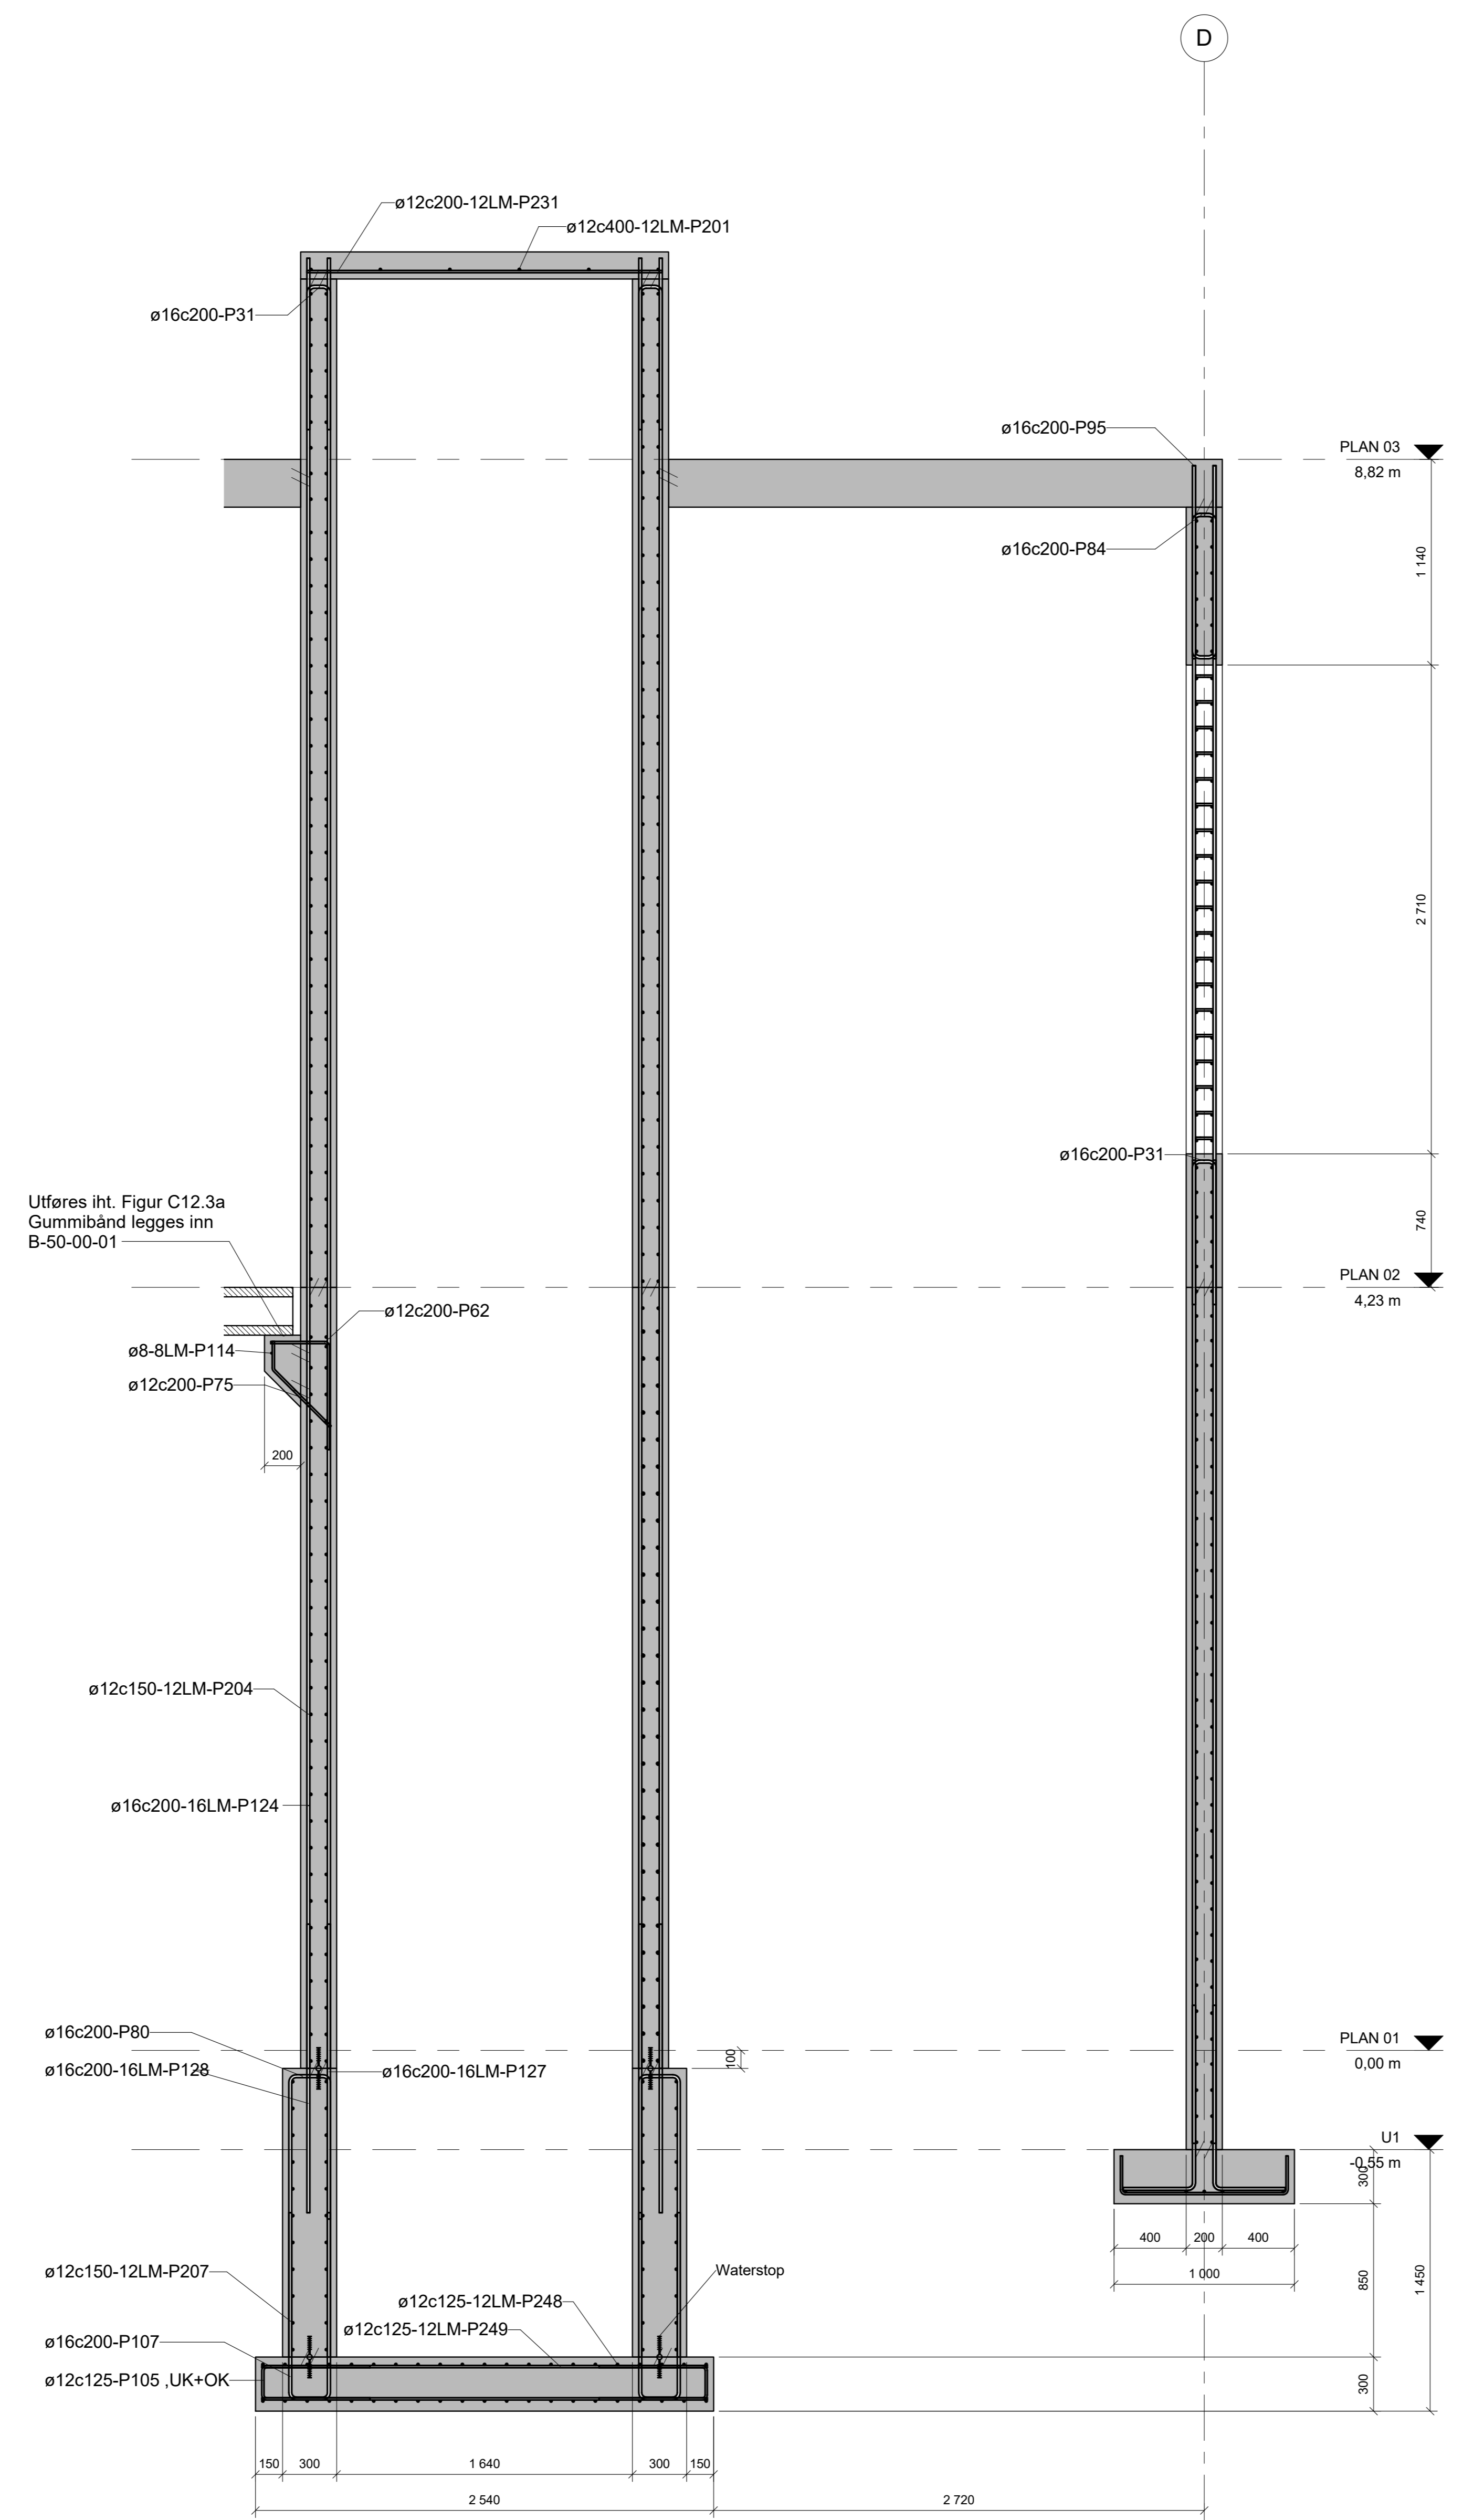 D
ø12c200-12LM-P231
ø12c400-12LM-P201
ø16c200-P31
ø16c200-P95
PLAN 03
8,82 m
ø16c200-P84
1 140
2 710
ø16c200-P31
Utføres iht. Figur C12.3a
Gummibånd legges inn
B-50-00-01
740
PLAN 02
4,23 m
ø12c200-P62
ø8-8LM-P114
ø12c200-P75
200
ø12c150-12LM-P204
ø16c200-16LM-P124
ø16c200-P80
PLAN 01
0,00 m
100
ø16c200-16LM-P128
ø16c200-16LM-P127
U1
-0,55 m
300
400
200
400
1 000
850
1 450
ø12c150-12LM-P207
Waterstop
ø12c125-12LM-P248
ø12c125-12LM-P249
ø16c200-P107
ø12c125-P105 ,UK+OK
300
150
300
1 640
300
150
2 540
2 720